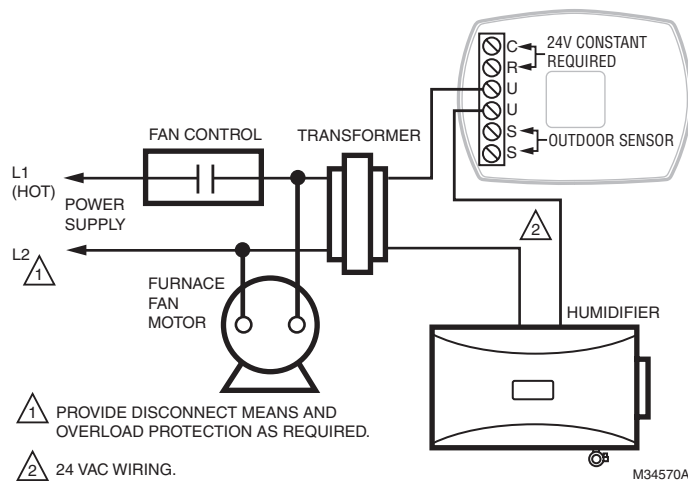 C
R
U
U
S
S
24V CONSTANT
REQUIRED
OUTDOOR SENSOR
FAN CONTROL
TRANSFORMER
L1
(HOT)
POWER
SUPPLY
L2
1
2
FURNACE
FAN
MOTOR
HUMIDIFIER
1 PROVIDE DISCONNECT MEANS AND
OVERLOAD PROTECTION AS REQUIRED.
2 24 VAC WIRING.
M34570A